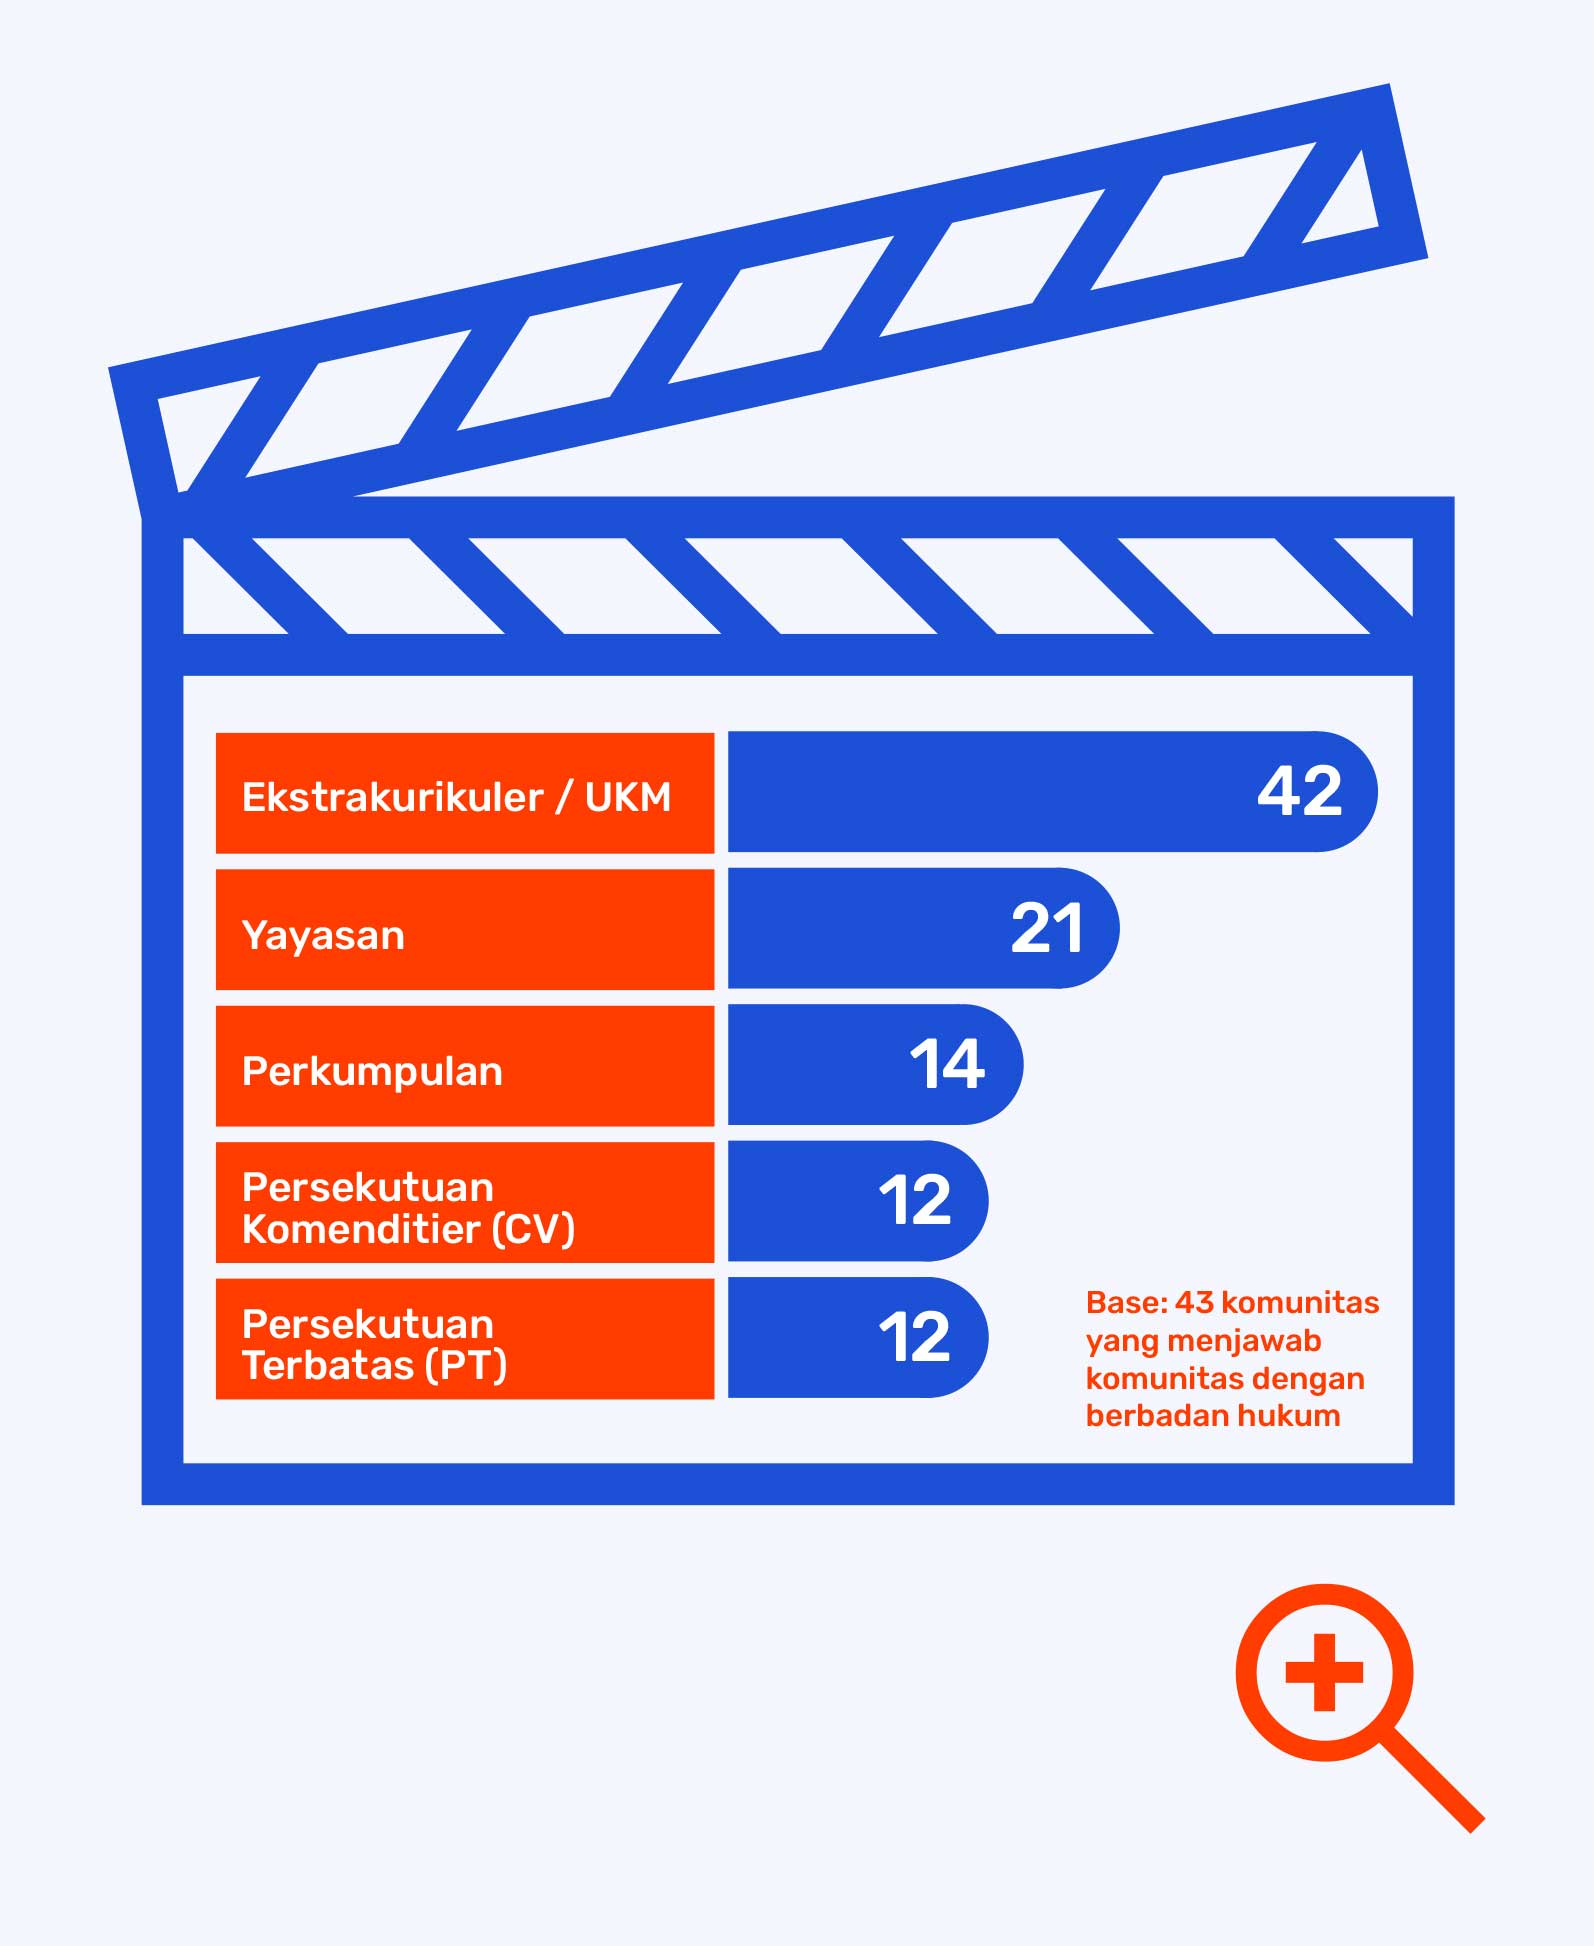 Ekstrakurikuler / UKM
42
Yayasan
21
Perkumpulan
14
Persekutuan
Komenditier (CV)
12
Persekutuan
Terbatas (PT)
12
Base: 43 komunitas
yang menjawab
komunitas dengan
berbadan hukum